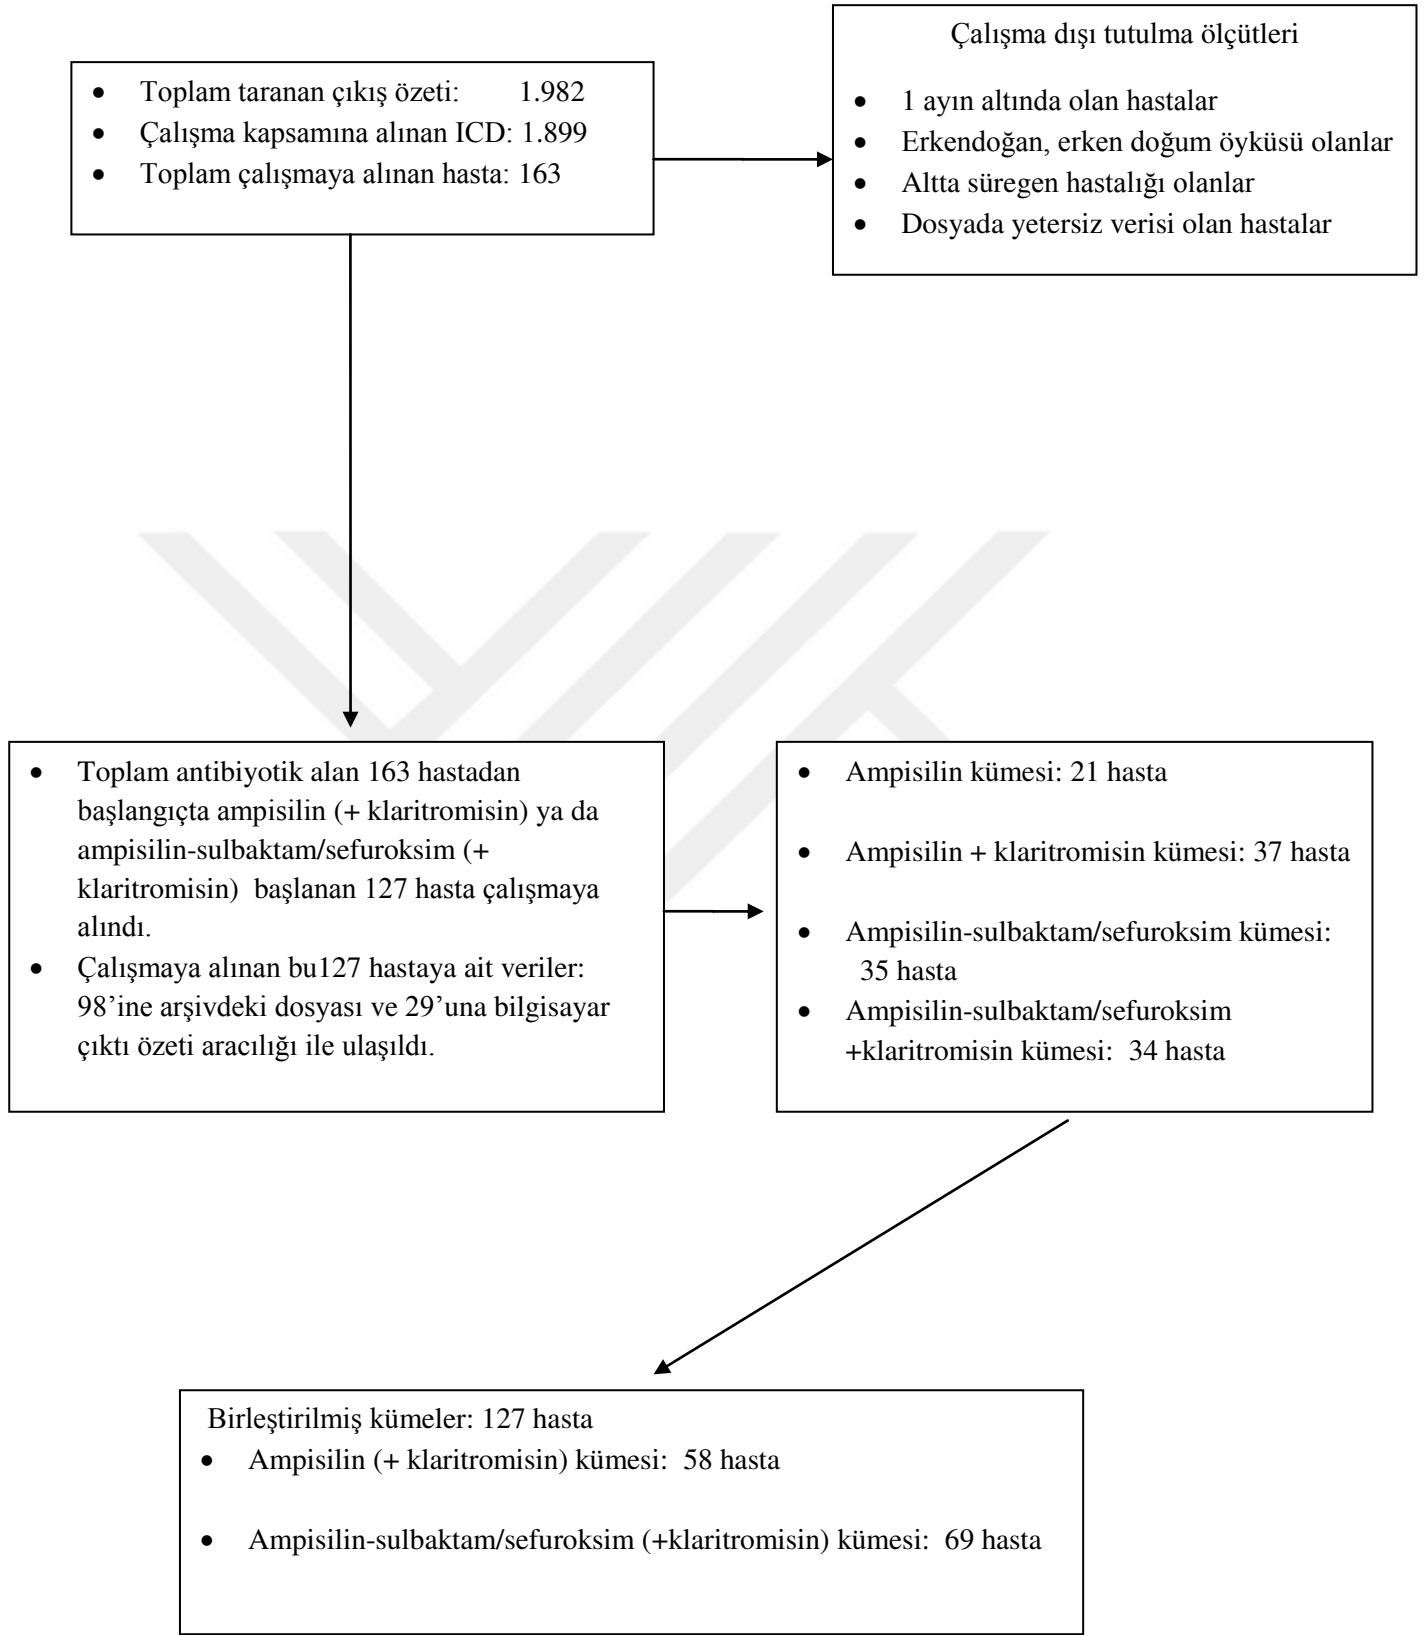 • Toplam taranan çıkış özeti: 1.982
• Çalışma kapsamına alınan ICD: 1.899
• Toplam çalışmaya alınan hasta: 163
Çalışma dışı tutulma ölçütleri
• 1 ayın altında olan hastalar
• Erkendoğan, erken doğum öyküsü olanlar
• Altta süregen hastalığı olanlar
• Dosyada yetersiz verisi olan hastalar
• Toplam antibiyotik alan 163 hastadan
başlangıçta ampisilin (+ klaritromisin) ya da
ampisilin-sulbaktam/sefuroksim (+
klaritromisin) başlanan 127 hasta çalışmaya
alındı.
• Çalışmaya alınan bu127 hastaya ait veriler:
98’ine arşivdeki dosyası ve 29’una bilgisayar
çıktı özeti aracılığı ile ulaşıldı.
• Ampisilin kümesi: 21 hasta
• Ampisilin + klaritromisin kümesi: 37 hasta
• Ampisilin-sulbaktam/sefuroksim kümesi:
35 hasta
• Ampisilin-sulbaktam/sefuroksim
+klaritromisin kümesi: 34 hasta
Birleştirilmiş kümeler: 127 hasta
• Ampisilin (+ klaritromisin) kümesi: 58 hasta
• Ampisilin-sulbaktam/sefuroksim (+klaritromisin) kümesi: 69 hasta